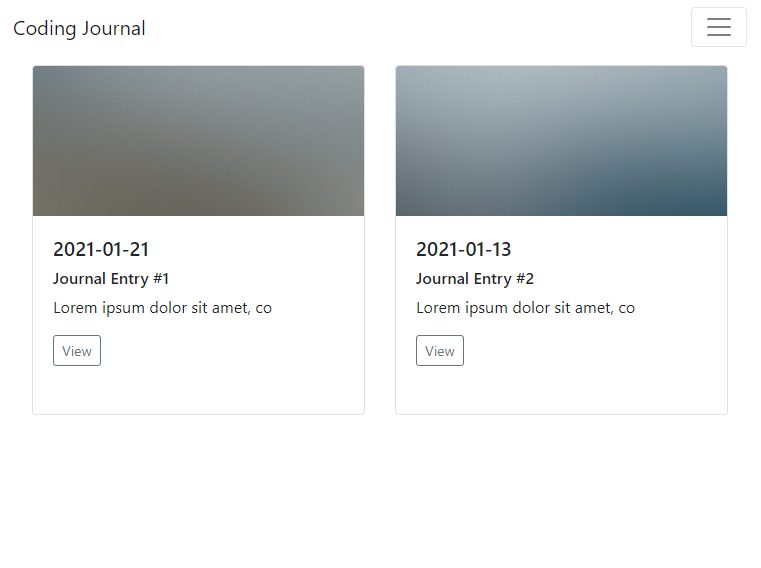 Coding Journal
2021-01-21
Journal Entry #1
Lorem ipsum dolor sit amet, co
View
2021-01-13
Journal Entry #2
Lorem ipsum dolor sit amet, co
View